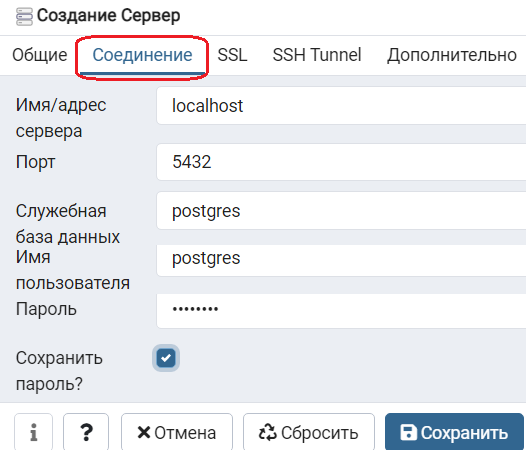 Создание Сервер
Общие Соединение SSL SSH Tunnel Дополнительно
Имя/адрес сервера localhost
Порт 5432
Служебная база данных postgres
Имя пользователя postgres
Пароль ••••••••
Сохранить пароль?
i ? Отмена Сбросить Сохранить